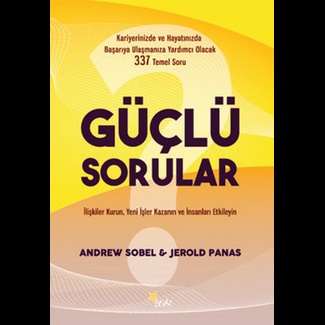 Kariyerinizde ve Hayatınızda
Başarıya Ulaşmanıza Yardımcı Olacak
337 Temel Soru
?
GÜÇLÜ
SORULAR
İlişkiler Kurun, Yeni İşler Kazanın ve İnsanları Etkileyin
ANDREW SOBEL & JEROLD PANAS